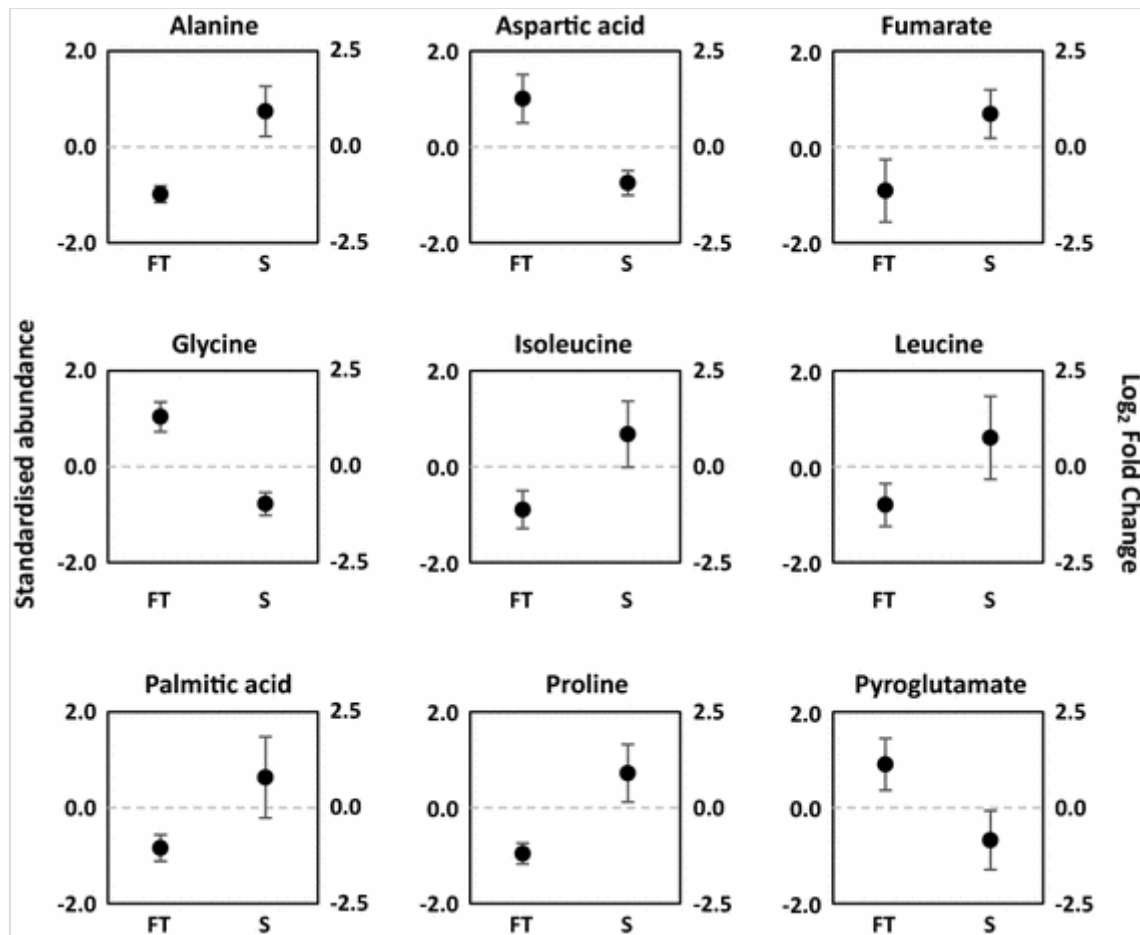 Alanine
Aspartic acid
Fumarate
2.0 2.5 2.0 2.5 2.0 2.5
0.0 0.0 0.0 0.0 0.0 0.0
-2.0 -2.5 -2.0 -2.5 -2.0 -2.5
FT S FT S FT S
Standardised abundance
Glycine
Isoleucine
Leucine
2.0 2.5 2.0 2.5 2.0 2.5
0.0 0.0 0.0 0.0 0.0 0.0
-2.0 -2.5 -2.0 -2.5 -2.0 -2.5
FT S FT S FT S
Log₂ Fold Change
Palmitic acid
Proline
Pyroglutamate
2.0 2.5 2.0 2.5 2.0 2.5
0.0 0.0 0.0 0.0 0.0 0.0
-2.0 -2.5 -2.0 -2.5 -2.0 -2.5
FT S FT S FT S